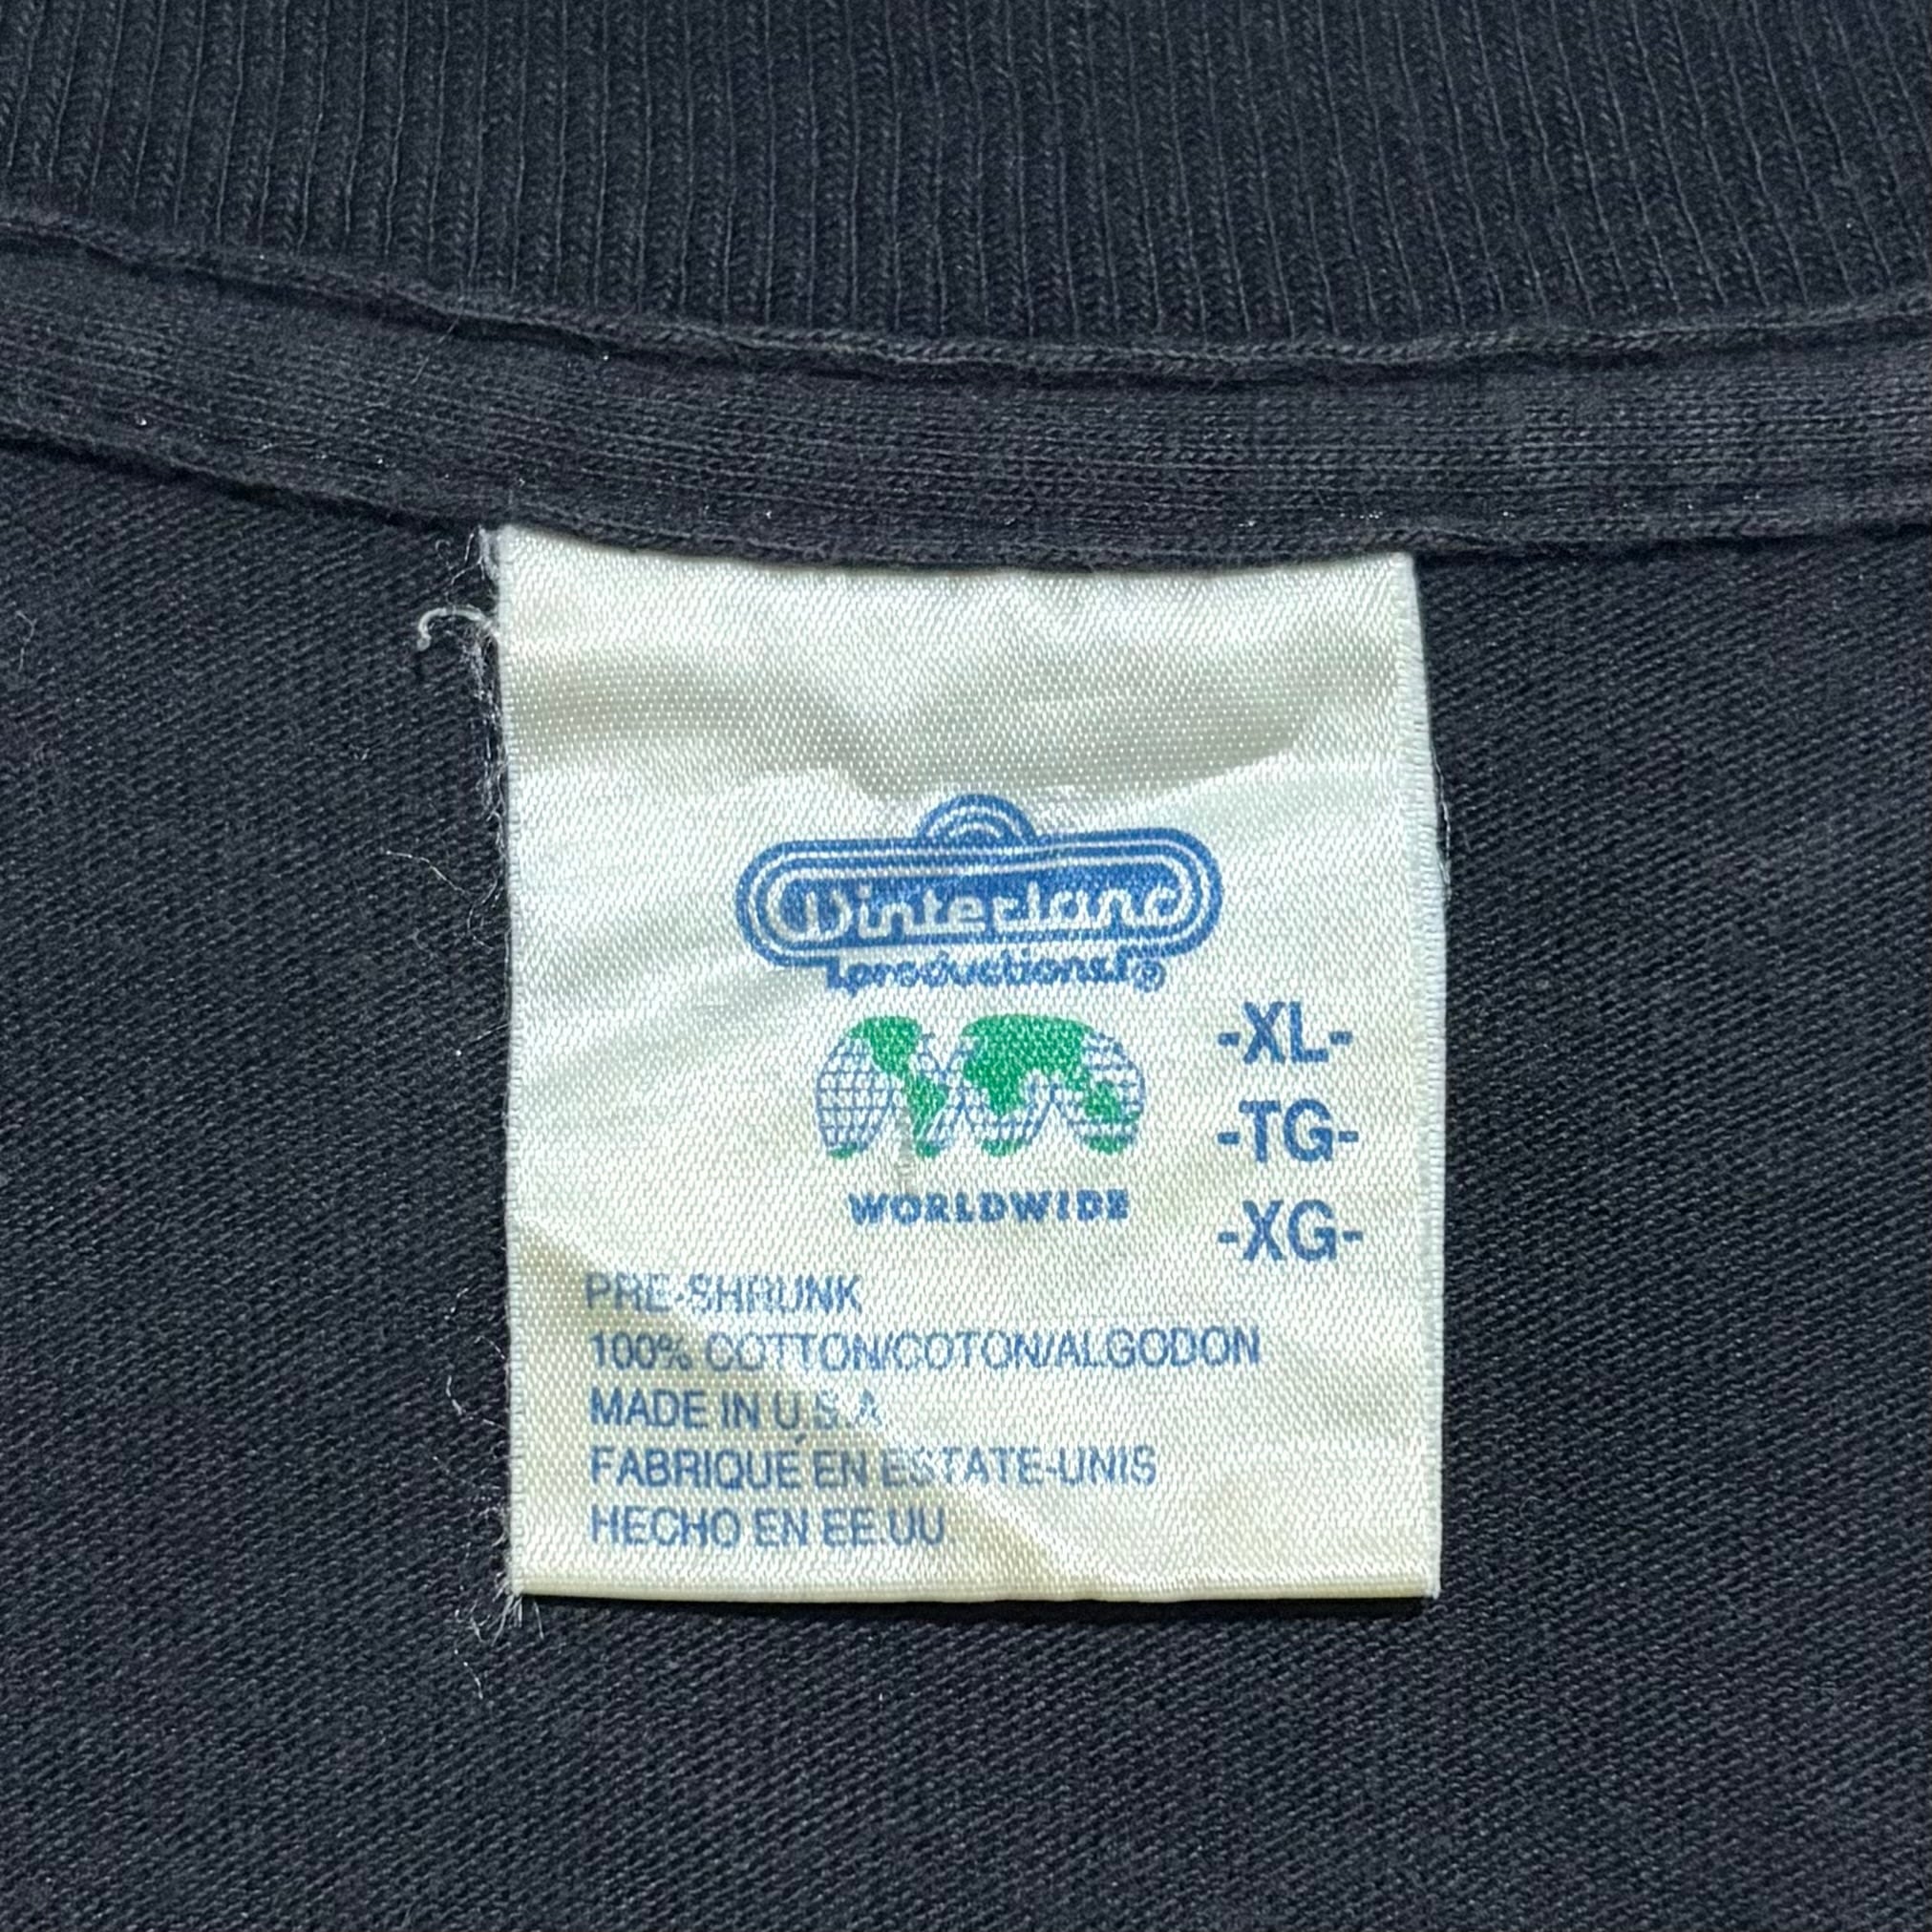 Winterland
productions ®
-XL-
-TG-
-XG-
WORLDWIDE
PRE-SHRUNK
100% COTTON/COTON/ALGODON
MADE IN U.S.A
FABRIQUÉ EN ESTATE-UNIS
HECHO EN EE.UU